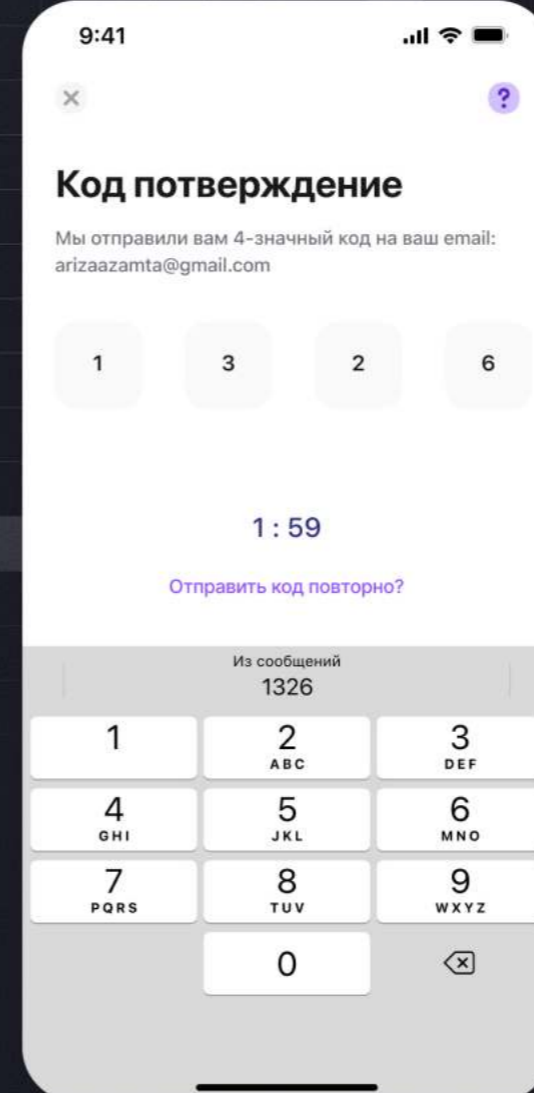 9:41
?
Код потверждение
Мы отправили вам 4-значный код на ваш email:
arizaazamta@gmail.com
1 3 2 6
1 : 59
Отправить код повторно?
Из сообщений
1326
1 2 3
ABC DEF
4 5 6
GHI JKL MNO
7 8 9
PQRS TUV WXYZ
0